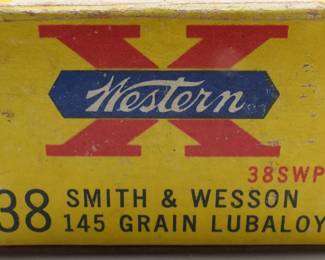 X
Western
38SWP
38 SMITH & WESSON
145 GRAIN LUBALOY